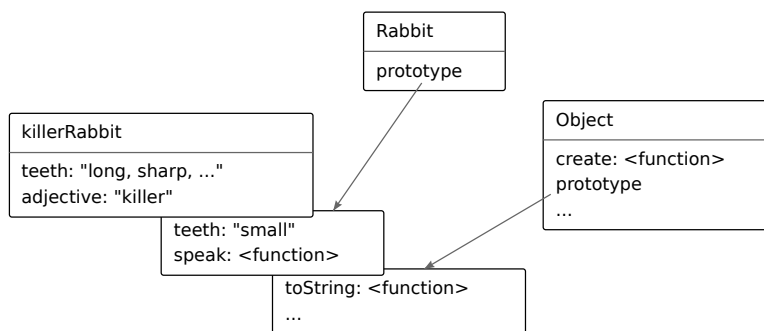 Rabbit
prototype
killerRabbit
teeth: "long, sharp, ..."
adjective: "killer"
Object
create: <function>
prototype
...
teeth: "small"
speak: <function>
toString: <function>
...